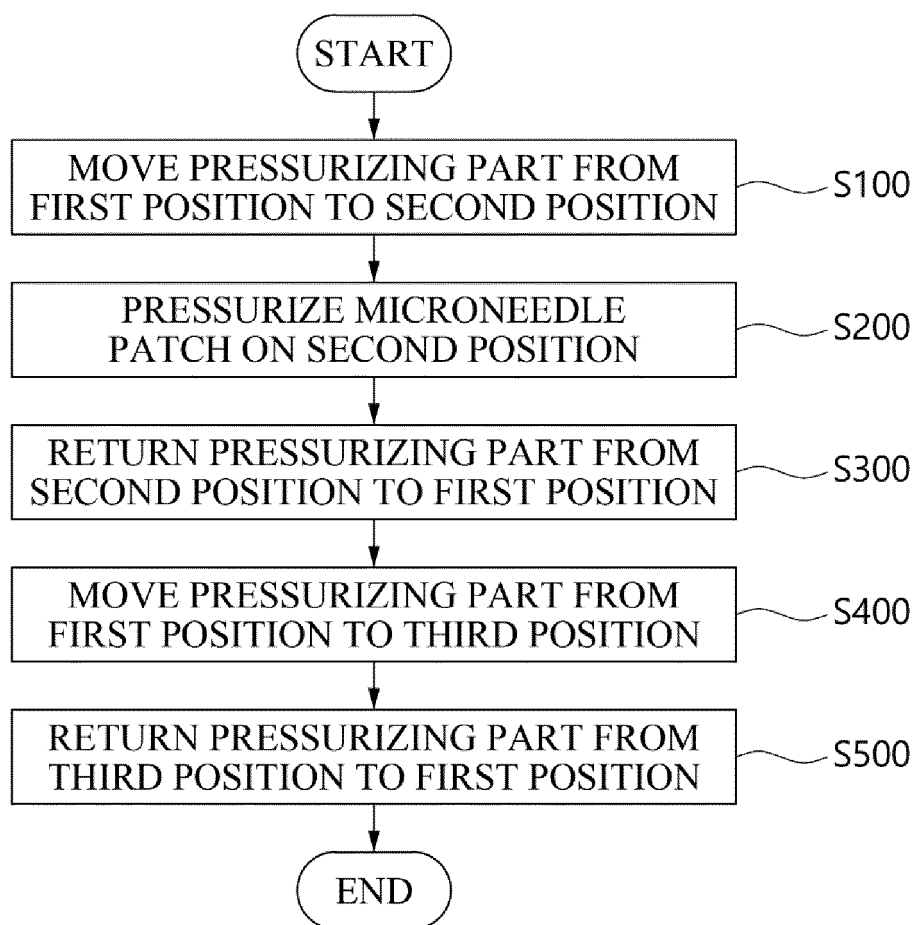 START
MOVE PRESSURIZING PART FROM
FIRST POSITION TO SECOND POSITION
S100
PRESSURIZE MICRONEEDLE
PATCH ON SECOND POSITION
S200
RETURN PRESSURIZING PART FROM
SECOND POSITION TO FIRST POSITION
S300
MOVE PRESSURIZING PART FROM
FIRST POSITION TO THIRD POSITION
S400
RETURN PRESSURIZING PART FROM
THIRD POSITION TO FIRST POSITION
S500
END